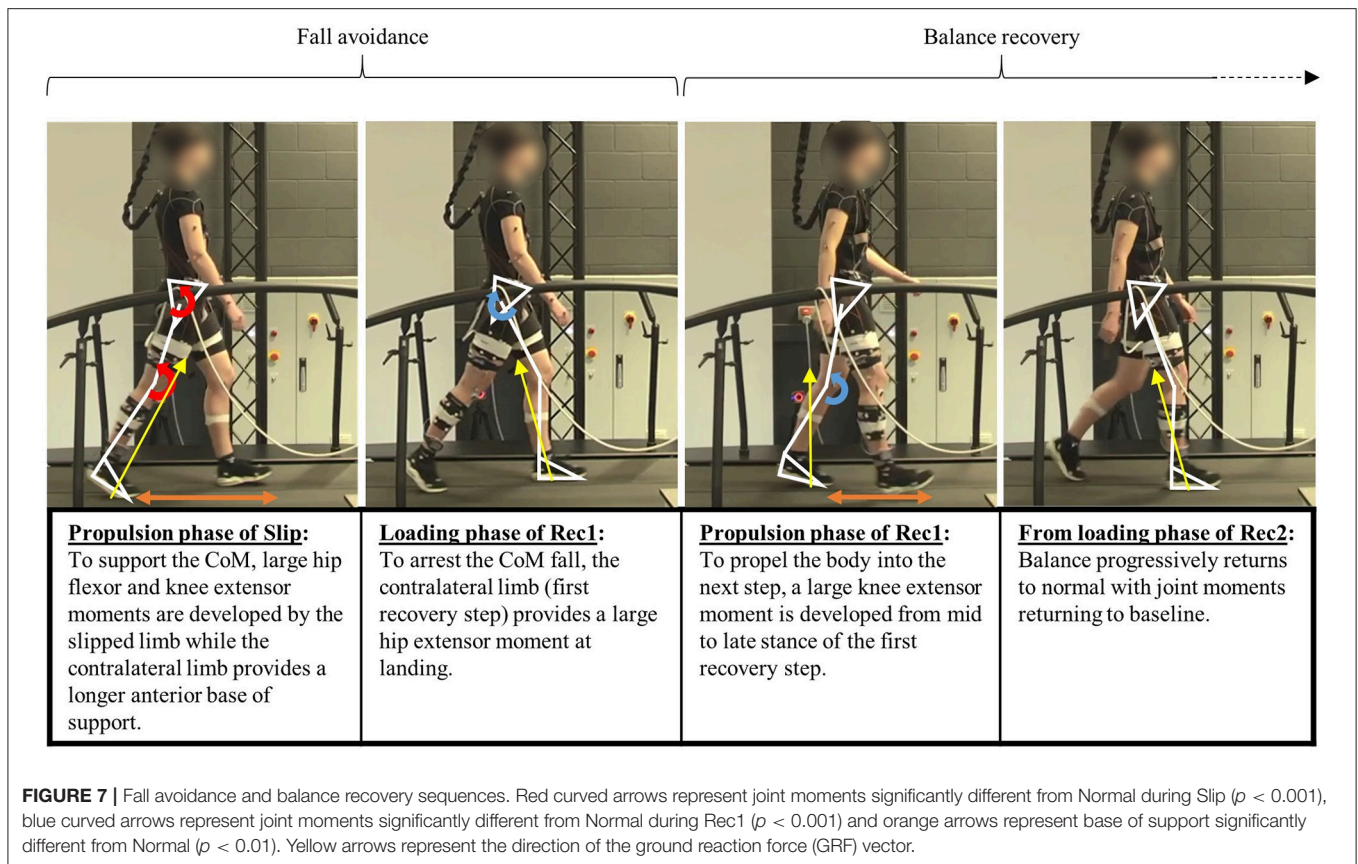 Fall avoidance
Balance recovery
Propulsion phase of Slip:
To support the CoM, large hip
flexor and knee extensor
moments are developed by the
slipped limb while the
contralateral limb provides a
longer anterior base of
support.
Loading phase of Rec1:
To arrest the CoM fall, the
contralateral limb (first
recovery step) provides a large
hip extensor moment at
landing.
Propulsion phase of Rec1:
To propel the body into the
next step, a large knee extensor
moment is developed from mid
to late stance of the first
recovery step.
From loading phase of Rec2:
Balance progressively returns
to normal with joint moments
returning to baseline.
FIGURE 7 | Fall avoidance and balance recovery sequences. Red curved arrows represent joint moments significantly different from Normal during Slip (p < 0.001),
blue curved arrows represent joint moments significantly different from Normal during Rec1 (p < 0.001) and orange arrows represent base of support significantly
different from Normal (p < 0.01). Yellow arrows represent the direction of the ground reaction force (GRF) vector.